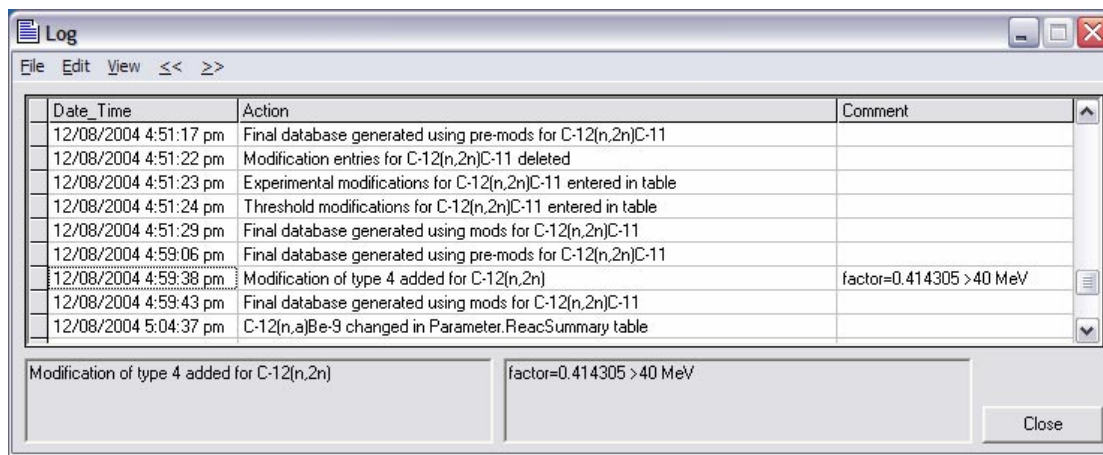 Log
File Edit View << >>
Date_Time Action Comment
12/08/2004 4:51:17 pm Final database generated using pre-mods for C-12(n,2n)C-11
12/08/2004 4:51:22 pm Modification entries for C-12(n,2n)C-11 deleted
12/08/2004 4:51:23 pm Experimental modifications for C-12(n,2n)C-11 entered in table
12/08/2004 4:51:24 pm Threshold modifications for C-12(n,2n)C-11 entered in table
12/08/2004 4:51:29 pm Final database generated using mods for C-12(n,2n)C-11
12/08/2004 4:59:06 pm Final database generated using pre-mods for C-12(n,2n)C-11
12/08/2004 4:59:38 pm Modification of type 4 added for C-12(n,2n) factor=0.414305 >40 MeV
12/08/2004 4:59:43 pm Final database generated using mods for C-12(n,2n)C-11
12/08/2004 5:04:37 pm C-12(n,a)Be-9 changed in Parameter.ReacSummary table
Modification of type 4 added for C-12(n,2n) factor=0.414305 >40 MeV
Close